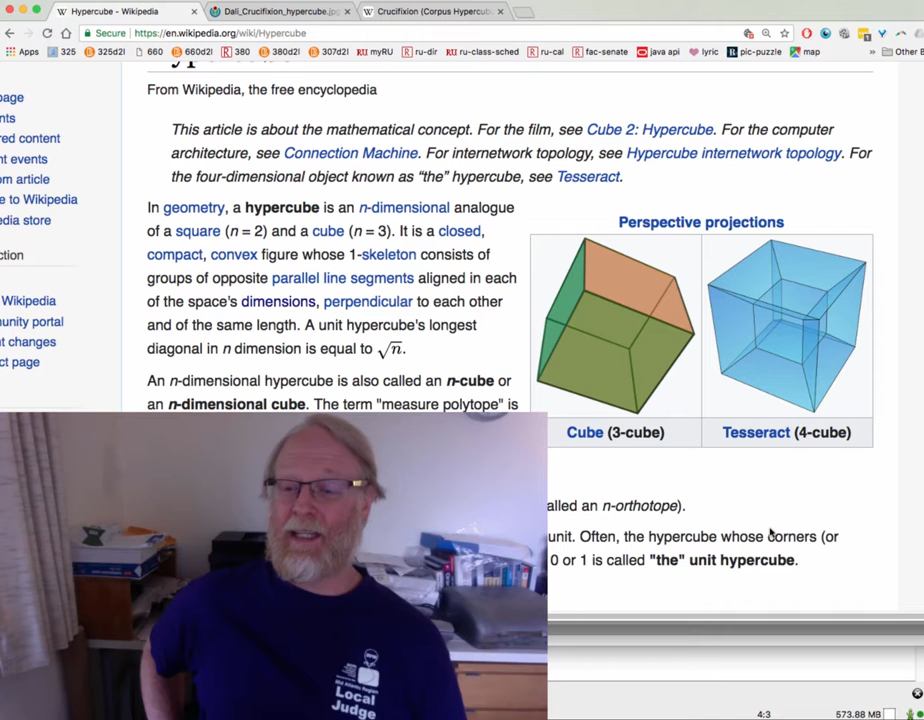 Hypercube - Wikipedia
Dali_Crucifixion_hypercube.jpg
Crucifixion (Corpus Hypercub
Secure
https://en.wikipedia.org/wiki/Hypercube
Apps
325
325d2l
660
660d2l
380
380d2l
307d2l
myRU
ru-dir
ru-class-sched
ru-cal
fac-senate
java api
lyric
pic-puzzle
map
»
Other B
From Wikipedia, the free encyclopedia
This article is about the mathematical concept. For the film, see Cube 2: Hypercube. For the computer
architecture, see Connection Machine. For internetwork topology, see Hypercube internetwork topology. For
the four-dimensional object known as "the" hypercube, see Tesseract.
page
nts
red content
nt events
m article
e to Wikipedia
edia store
ction
Wikipedia
munity portal
nt changes
ct page
In geometry, a hypercube is an n-dimensional analogue
of a square (n = 2) and a cube (n = 3). It is a closed,
compact, convex figure whose 1-skeleton consists of
groups of opposite parallel line segments aligned in each
of the space's dimensions, perpendicular to each other
and of the same length. A unit hypercube's longest
diagonal in n dimension is equal to √n.
An n-dimensional hypercube is also called an n-cube or
an n-dimensional cube. The term "measure polytope" is
Perspective projections
Cube (3-cube)
Tesseract (4-cube)
alled an n-orthotope).
unit. Often, the hypercube whose corners (or
0 or 1 is called "the" unit hypercube.
Mid Atlantic Region
Local
Judge
4:3
573.88 MB